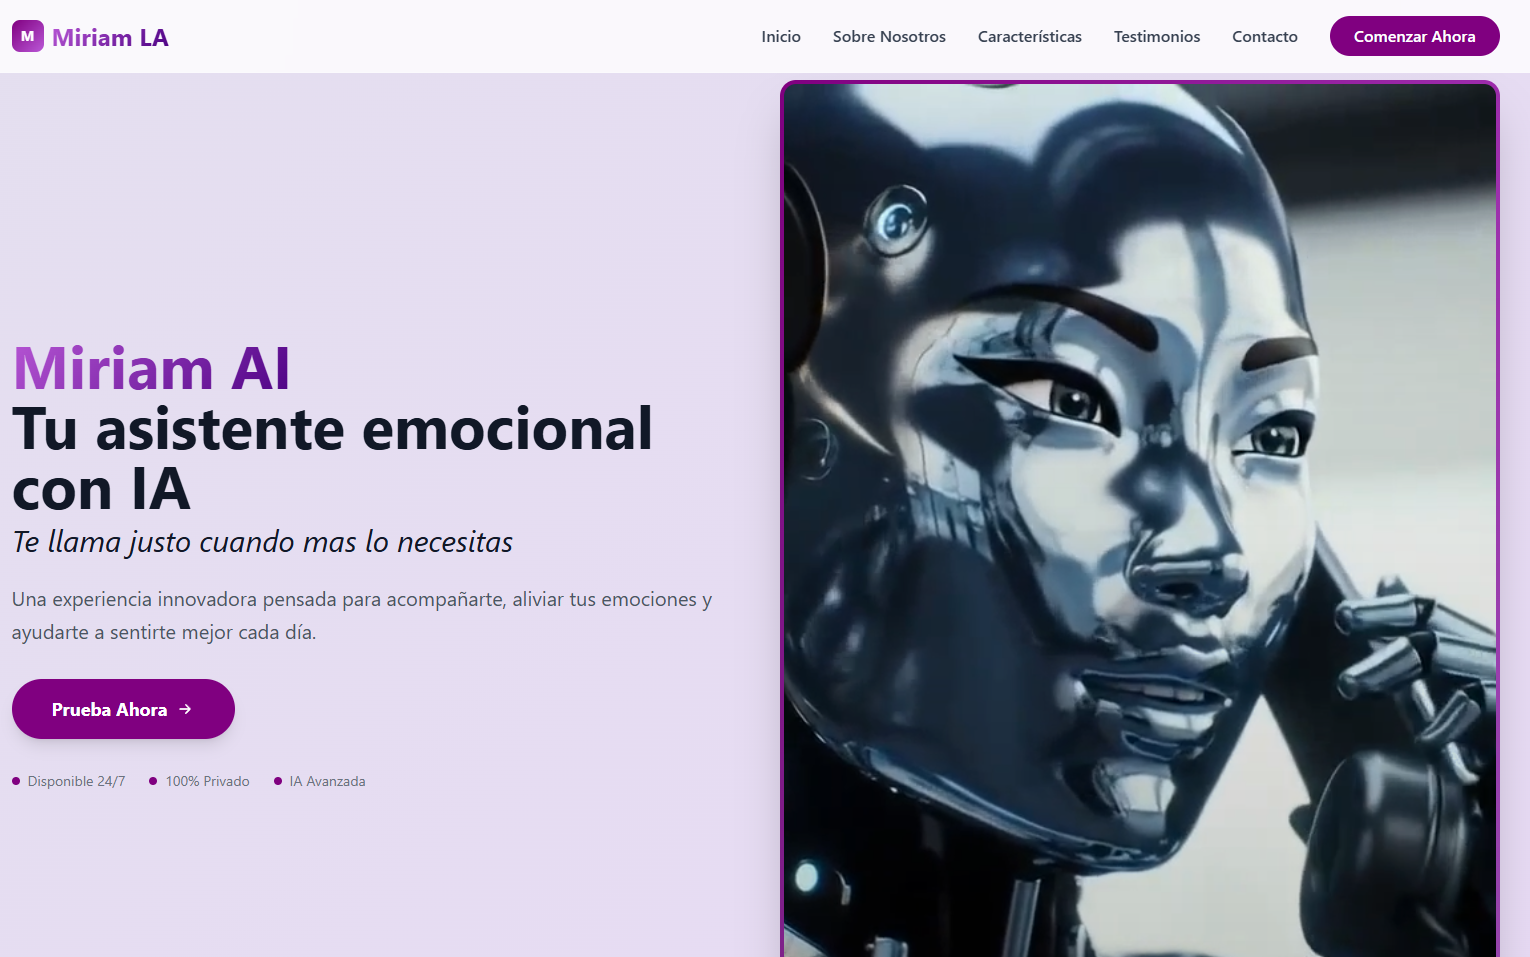 M Miriam LA
Inicio Sobre Nosotros Características Testimonios Contacto Comenzar Ahora
Miriam AI
Tu asistente emocional
con IA
Te llama justo cuando mas lo necesitas
Una experiencia innovadora pensada para acompañarte, aliviar tus emociones y
ayudarte a sentirte mejor cada día.
Prueba Ahora →
Disponible 24/7 100% Privado IA Avanzada